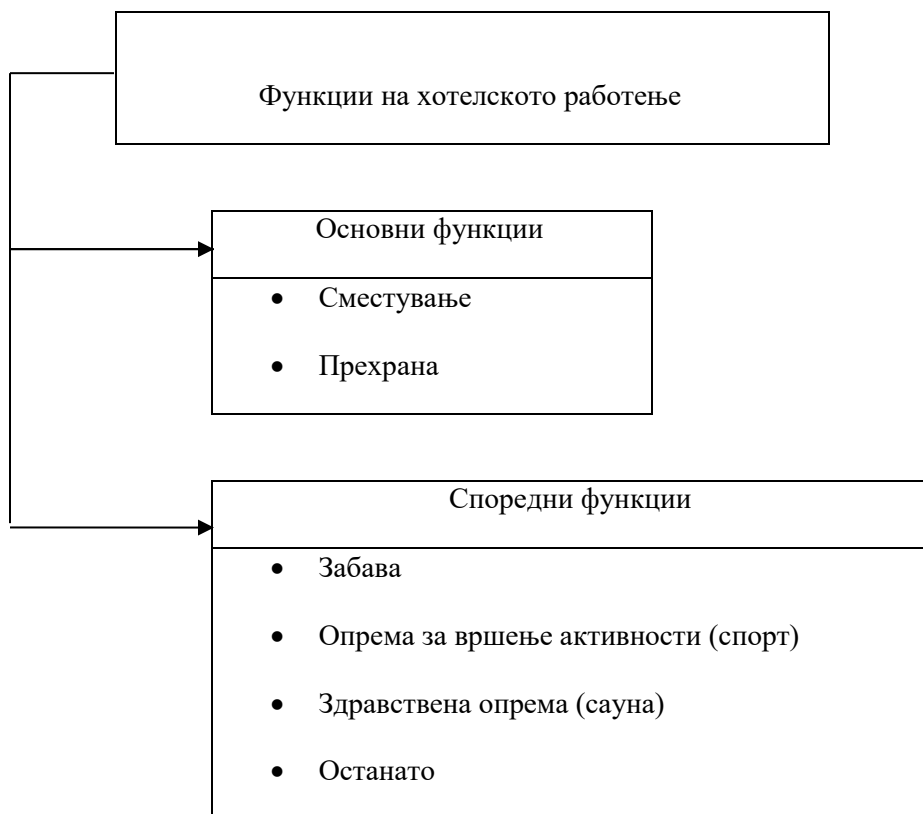 Функции на хотелското работење
Основни функции
• Сместување
• Прехрана
Споредни функции
• Забава
• Опрема за вршење активности (спорт)
• Здравствена опрема (сауна)
• Останато